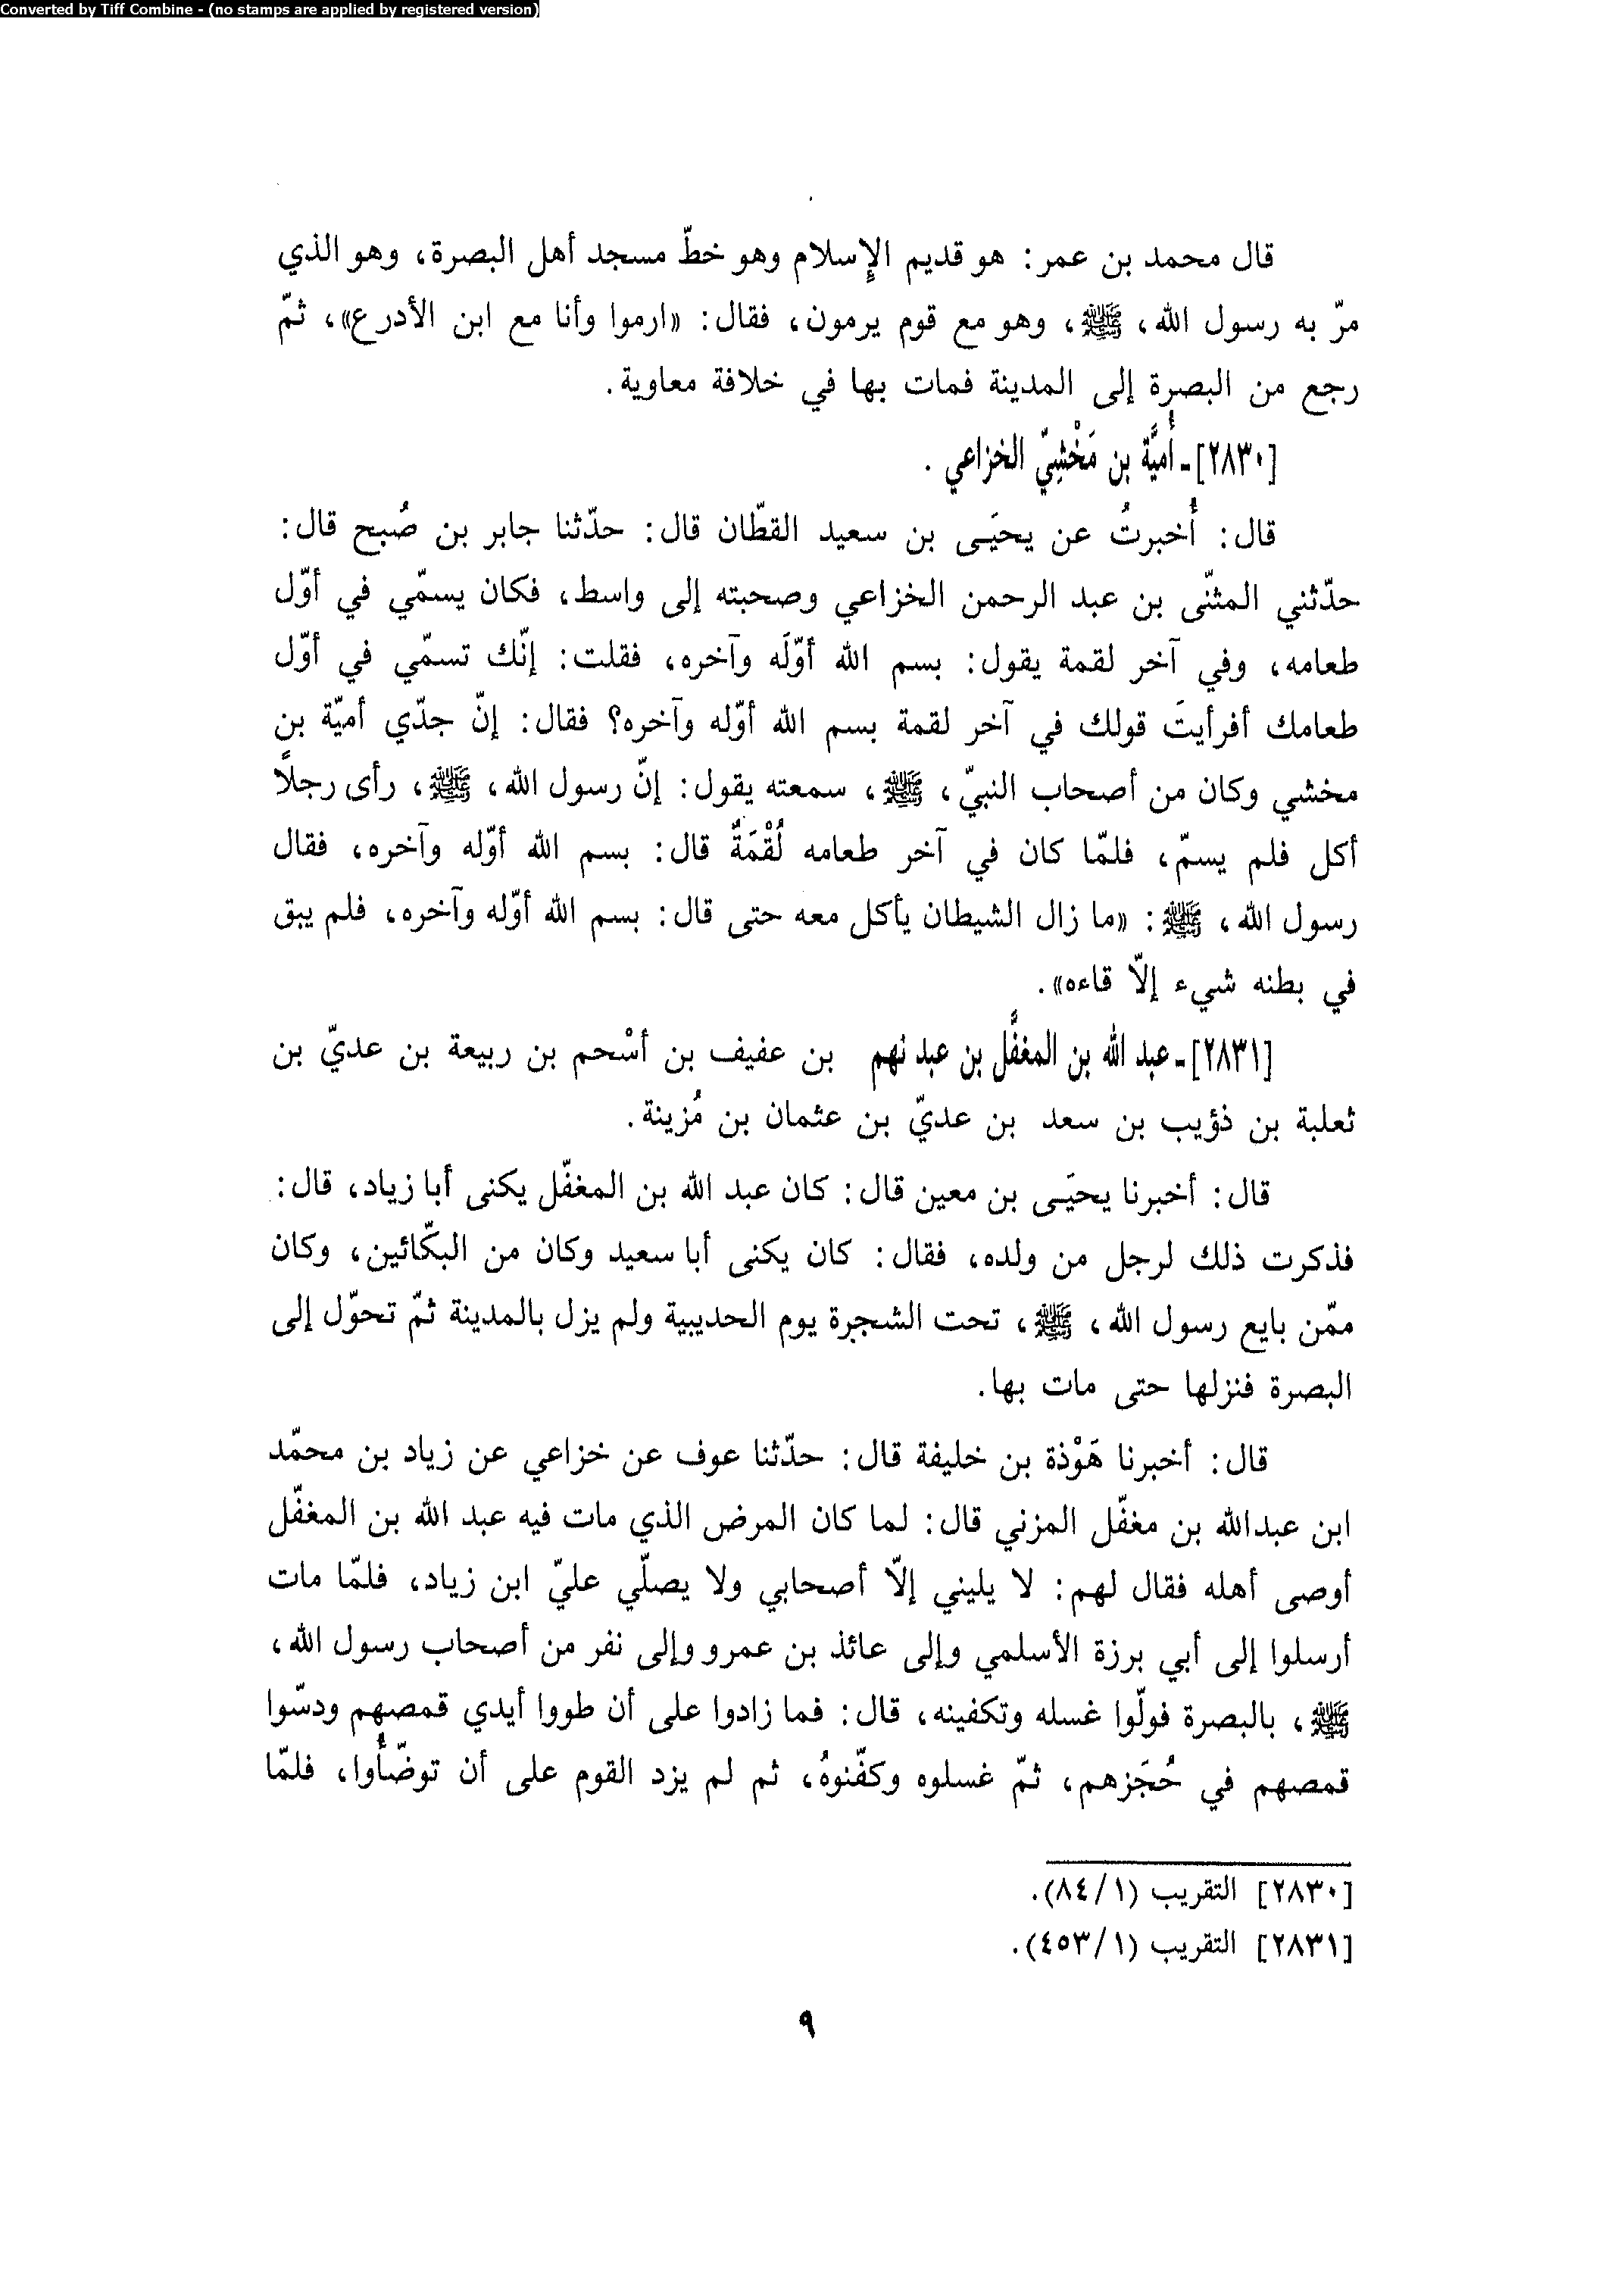 Converted by Tiff Combine - (no stamps are applied by registered version)
قال محمد بن عمر: هو قديم الإسلام وهو خطّ مسجد أهل البصرة، وهو الذي
مرّ به رسول الله، ﷺ، وهو مع قوم يرمون، فقال: «ارموا وأنا مع ابن الأدرع»، ثمّ
رجع من البصرة إلى المدينة فمات بها في خلافة معاوية.
[٢٨٣٠]ـ أُميَّة بن مَخْشِيّ الخزاعي .
قال: أُخبرتُ عن يحيَـى بن سعيد القطّان قال: حدّثنا جابر بن صُبح قال:
حدّثني المثنّى بن عبد الرحمن الخزاعي وصحبته إلى واسط، فكان يسمّي في أوّل
طعامه، وفي آخر لقمة يقول: بسم الله أوّلَه وآخره، فقلت: إنّك تسمّي في أوّل
طعامك أفرأيتَ قولك في آخر لقمة بسم الله أوّله وآخره؟ فقال: إنّ جدّي أميّة بن
مخشي وكان من أصحاب النبيّ، ﷺ، سمعته يقول: إنّ رسول الله، ﷺ، رأى رجلًا
أكل فلم يسمّ، فلمّا كان في آخر طعامه لُقْمَةٌ قال: بسم الله أوّله وآخره، فقال
رسول الله، ﷺ: «ما زال الشيطان يأكل معه حتى قال: بسم الله أوّله وآخره، فلم يبق
في بطنه شيء إلّا قاءه».
[٢٨٣١]ـ عبد الله بن المغفَّل بن عبد نهم بن عفيف بن أسْحم بن ربيعة بن عديّ بن
ثعلبة بن ذؤيب بن سعد بن عديّ بن عثمان بن مُزينة.
قال: أخبرنا يحيَـى بن معين قال: كان عبد الله بن المغفّل يكنى أبا زياد، قال:
فذكرت ذلك لرجل من ولده، فقال: كان يكنى أبا سعيد وكان من البكّائين، وكان
ممّن بايع رسول الله، ﷺ، تحت الشجرة يوم الحديبية ولم يزل بالمدينة ثمّ تحوّل إلى
البصرة فنزلها حتى مات بها.
قال: أخبرنا هَوْذة بن خليفة قال: حدّثنا عوف عن خزاعي عن زياد بن محمّد
ابن عبدالله بن مغفّل المزني قال: لما كان المرض الذي مات فيه عبد الله بن المغفّل
أوصى أهله فقال لهم: لا يليني إلّا أصحابي ولا يصلّي عليّ ابن زياد، فلمّا مات
أرسلوا إلى أبي برزة الأسلمي وإلى عائذ بن عمرو وإلى نفر من أصحاب رسول الله،
ﷺ، بالبصرة فولّوا غسله وتكفينه، قال: فما زادوا على أن طووا أيدي قمصهم ودسّوا
قمصهم في حُجَزهم، ثمّ غسلوه وكفّنوهُ، ثم لم يزد القوم على أن توضّأُوا، فلمّا
[٢٨٣٠] التقريب (٨٤/١).
[٢٨٣١] التقريب (٤٥٣/١).
٩